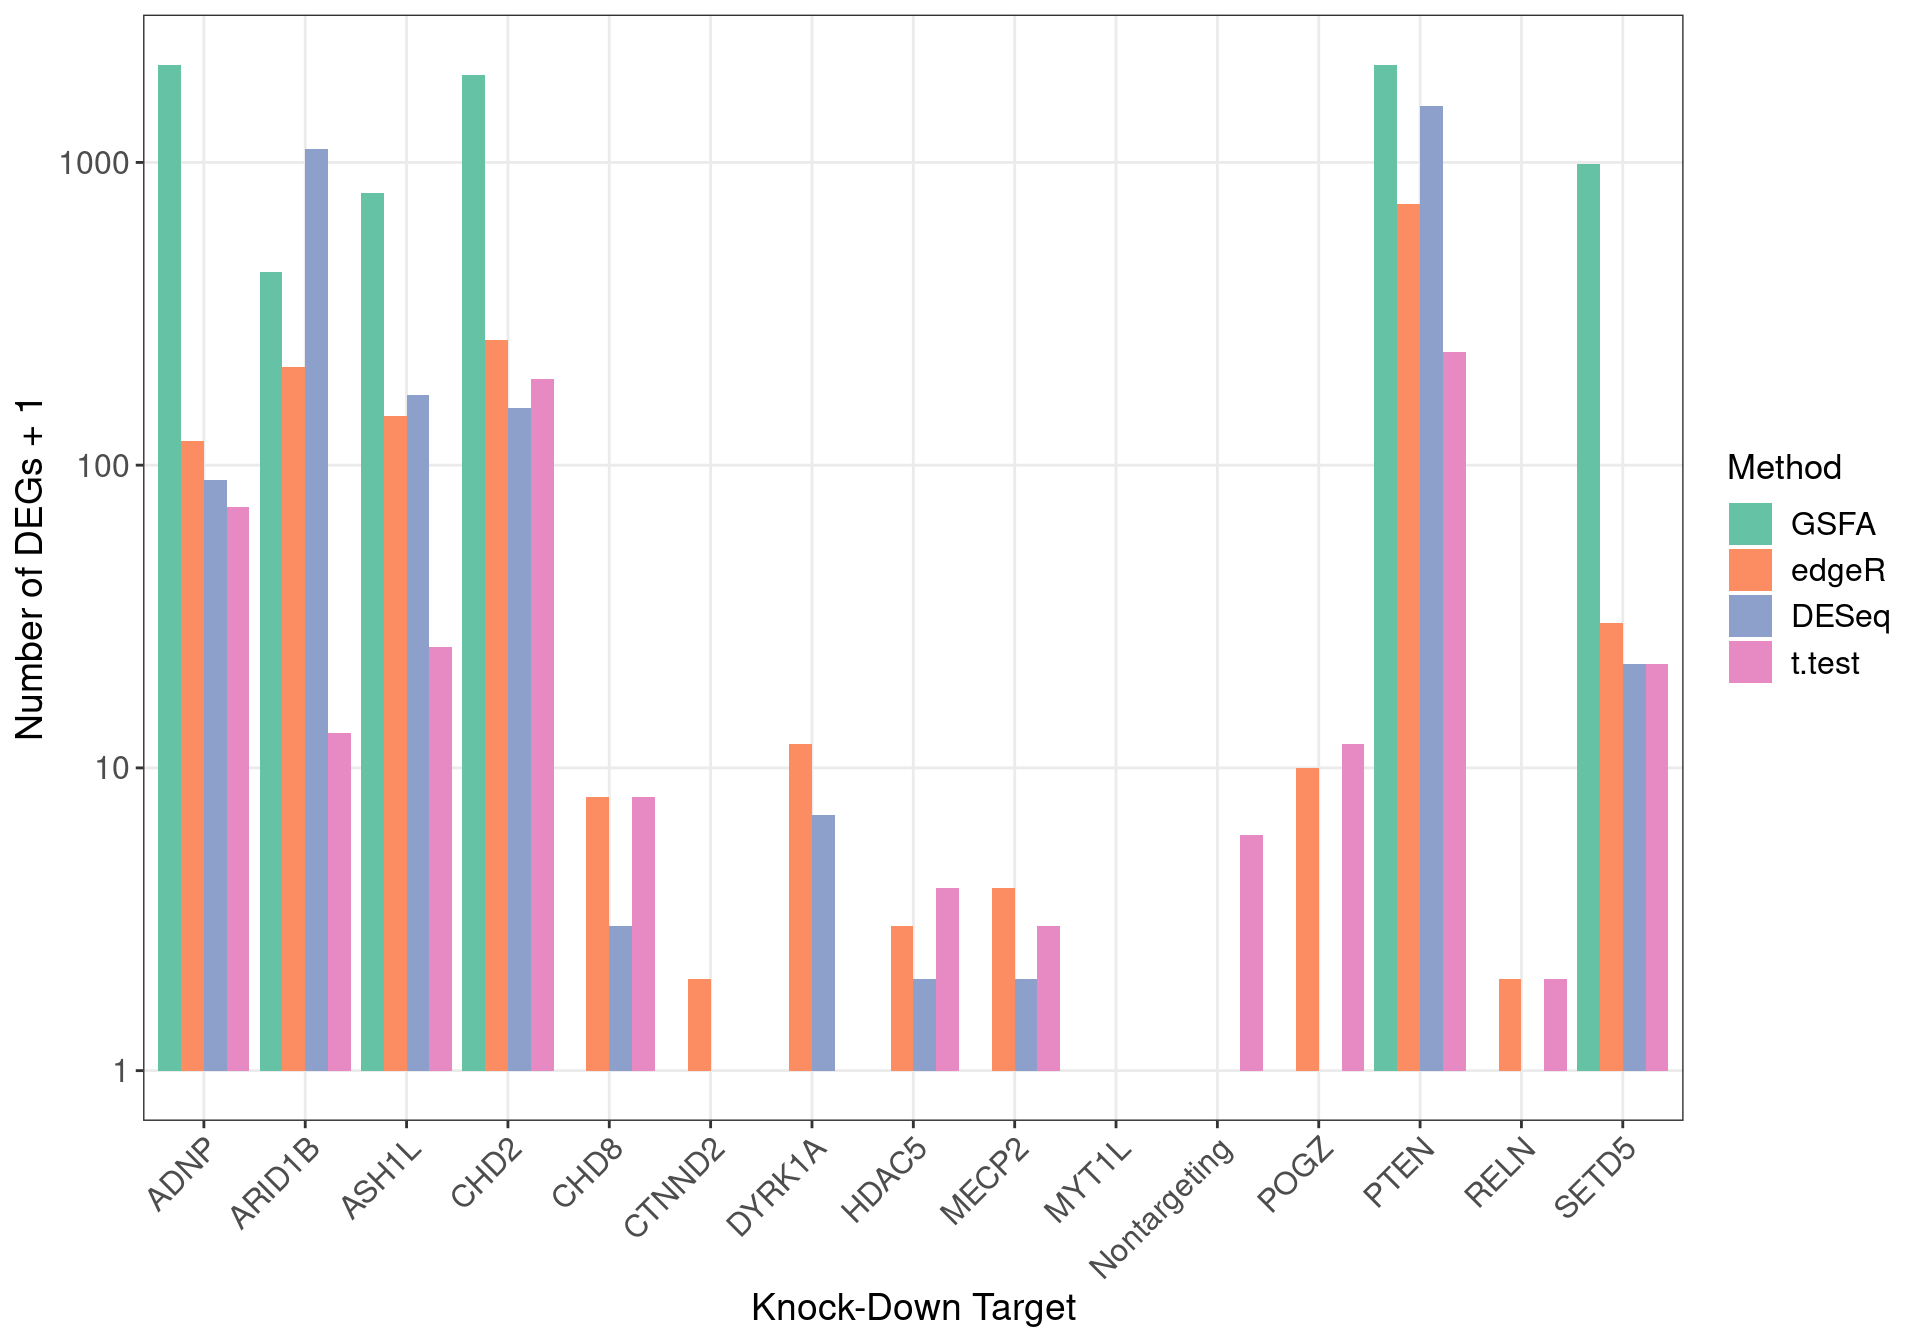 Number of DEGs + 1
1000
100
10
1
ADNP
ARID1B
ASH1L
CHD2
CHD8
CTNND2
DYRK1A
HDAC5
MECP2
MYT1L
Nontargeting
POGZ
PTEN
RELN
SETD5
Knock-Down Target
Method
GSFA
edgeR
DESeq
t.test